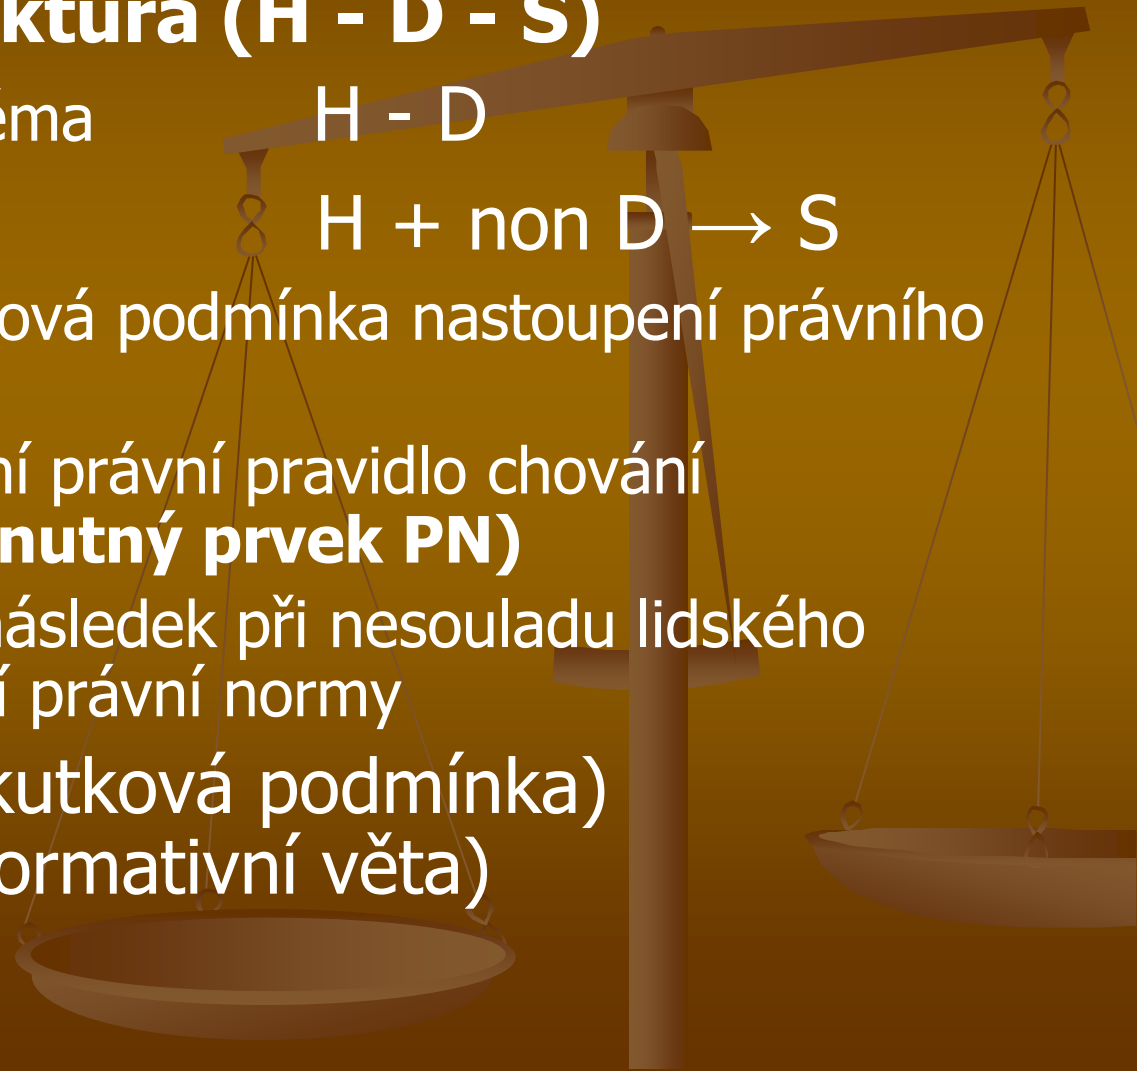 ktura (H - D - S)
éma H - D
H + non D → S
ová podmínka nastoupení právního
ní právní pravidlo chování
nutný prvek PN)
následek při nesouladu lidského
í právní normy
kutková podmínka)
ormativní věta)